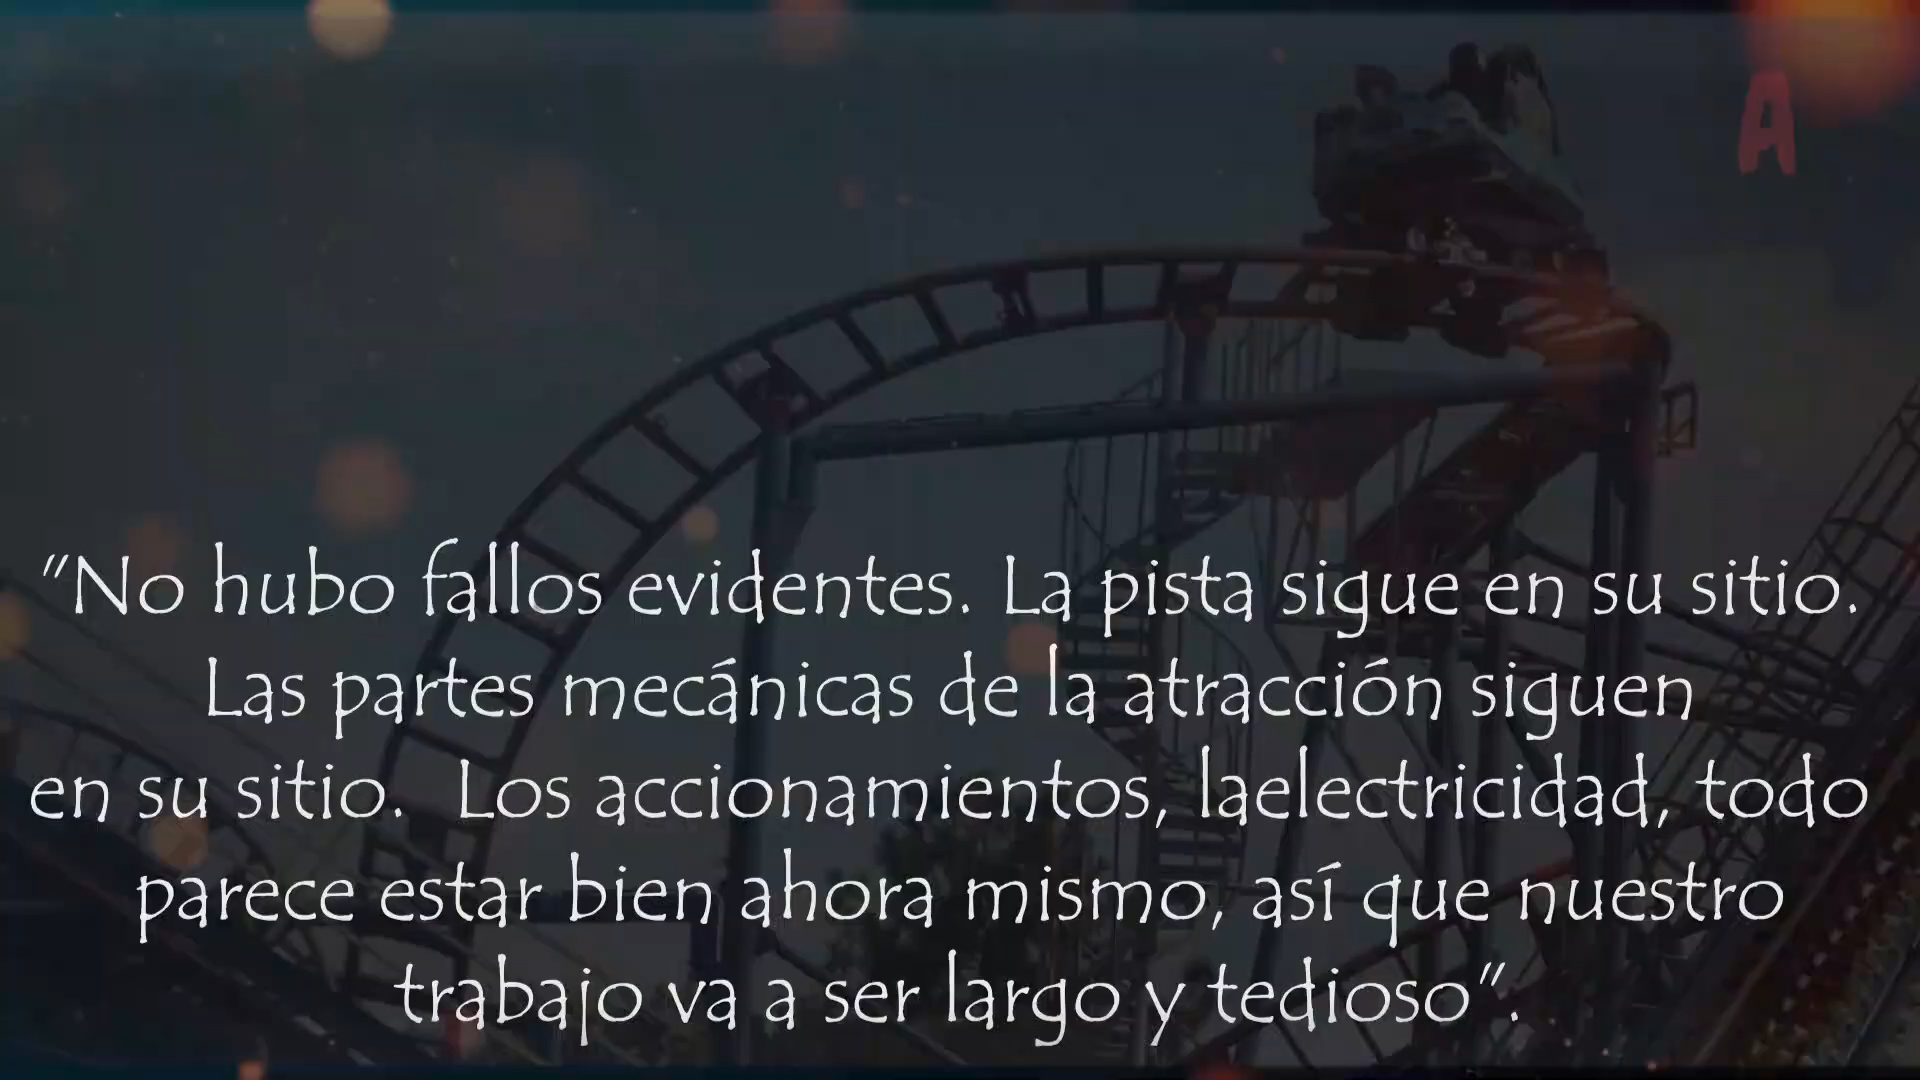 A
“No hubo fallos evidentes. La pista sigue en su sitio.
Las partes mecánicas de la atracción siguen
en su sitio. Los accionamientos, laelectricidad, todo
parece estar bien ahora mismo, así que nuestro
trabajo va a ser largo y tedioso”.